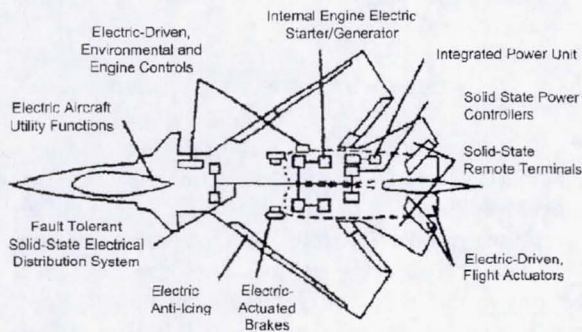 Electric-Driven,
Environmental and
Engine Controls
Internal Engine Electric
Starter/Generator
Integrated Power Unit
Electric Aircraft
Utility Functions
Solid State Power
Controllers
Solid-State
Remote Terminals
Fault Tolerant
Solid-State Electrical
Distribution System
Electric
Anti-Icing
Electric-
Actuated
Brakes
Electric-Driven,
Flight Actuators